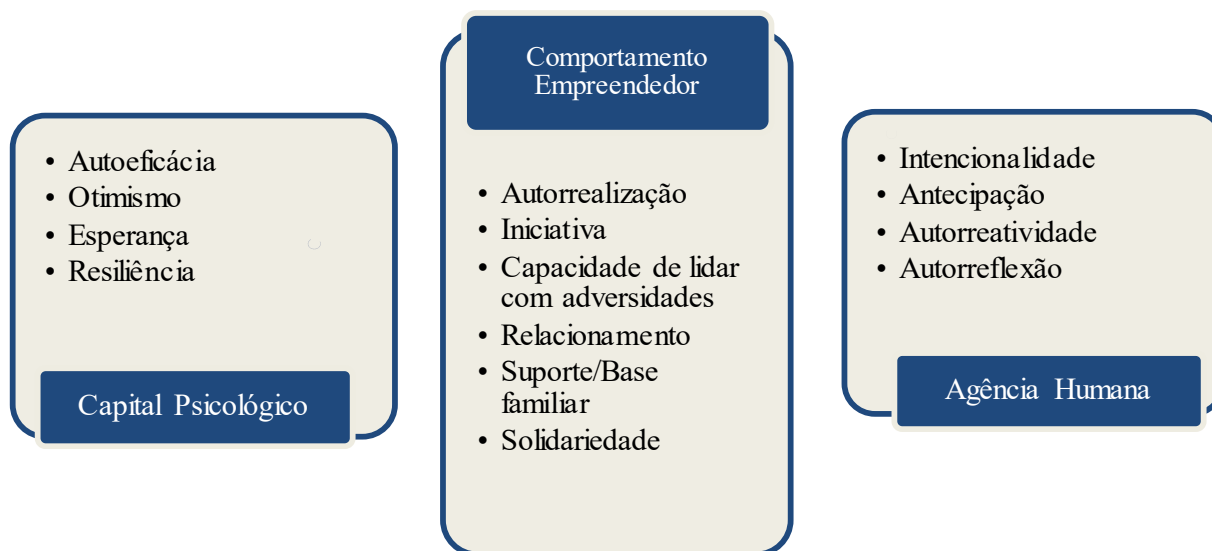 • Autoeficácia
• Otimismo
• Esperança
• Resiliência
Capital Psicológico
Comportamento
Empreendedor
• Autorrealização
• Iniciativa
• Capacidade de lidar
com adversidades
• Relacionamento
• Suporte/Base
familiar
• Solidariedade
• Intencionalidade
• Antecipação
• Autorreatividade
• Autorreflexão
Agência Humana